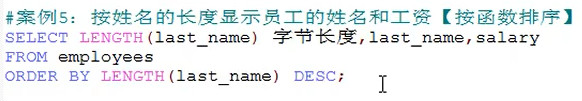 #案例5：按姓名的长度显示员工的姓名和工资【按函数排序】
SELECT LENGTH(last_name) 字节长度,last_name,salary
FROM employees
ORDER BY LENGTH(last_name) DESC;